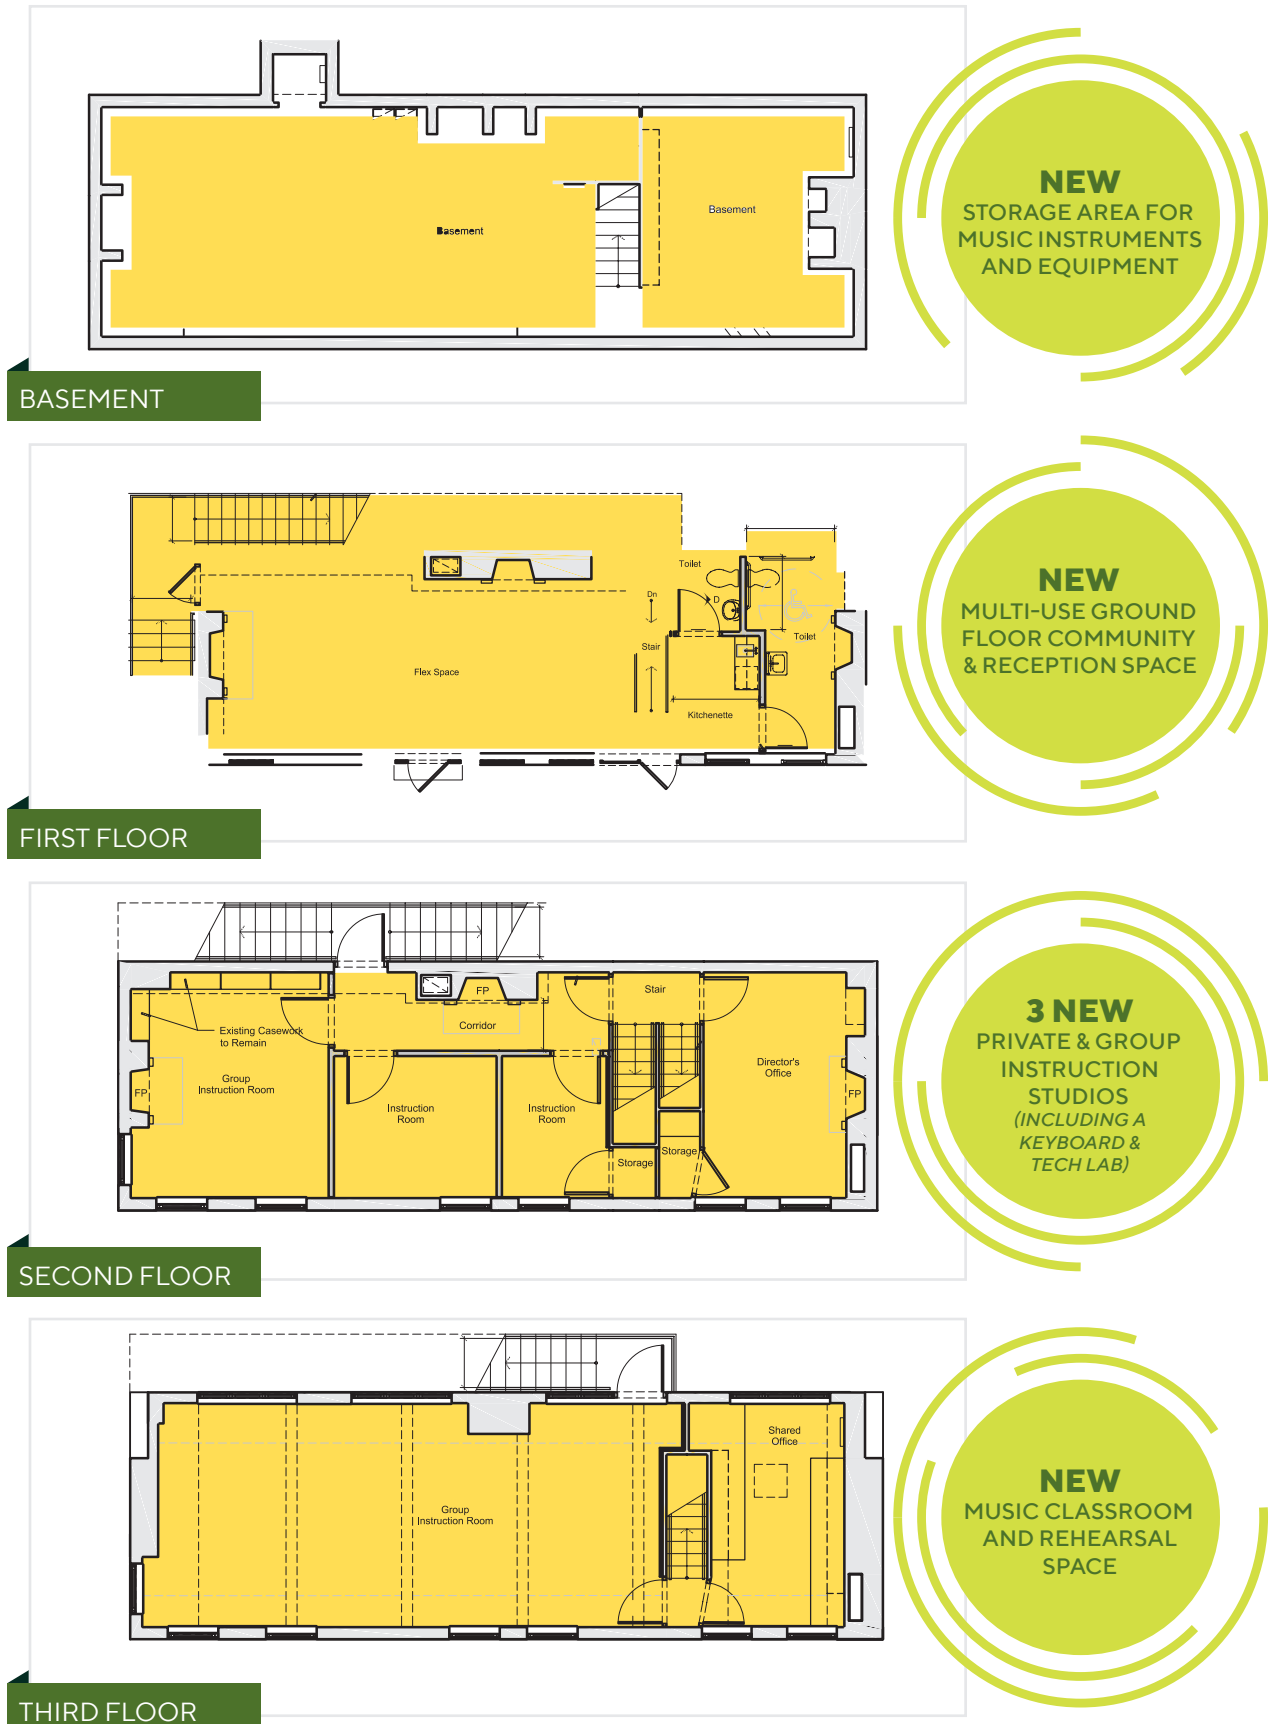 NEW
STORAGE AREA FOR
MUSIC INSTRUMENTS
AND EQUIPMENT
Basement
Basement
BASEMENT
NEW
MULTI-USE GROUND
FLOOR COMMUNITY
& RECEPTION SPACE
Toilet
Dn
D
Toilet
Stair
Flex Space
Kitchenette
FIRST FLOOR
3 NEW
PRIVATE & GROUP
INSTRUCTION
STUDIOS
(INCLUDING A
KEYBOARD &
TECH LAB)
FP
Stair
Corridor
Existing Casework
to Remain
Group
Instruction Room
FP
Instruction
Room
Instruction
Room
Director's
Office
FP
Storage
Storage
SECOND FLOOR
NEW
MUSIC CLASSROOM
AND REHEARSAL
SPACE
Shared
Office
Group
Instruction Room
THIRD FLOOR